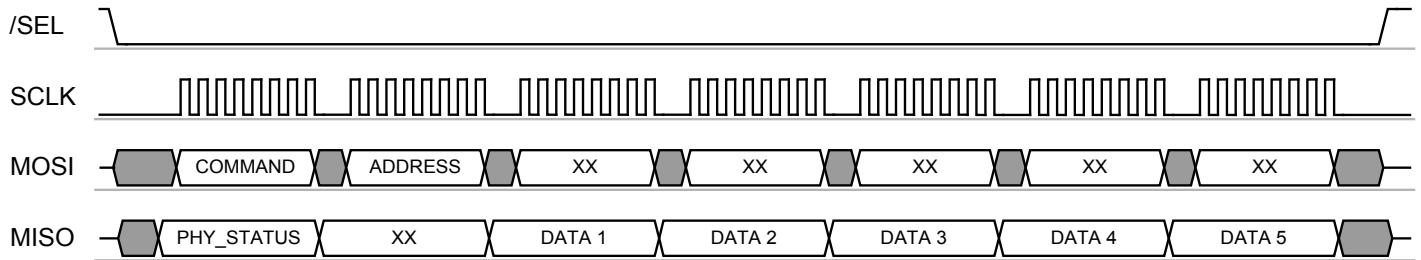 /SEL
SCLK
MOSI COMMAND ADDRESS XX XX XX XX XX
MISO PHY_STATUS XX DATA 1 DATA 2 DATA 3 DATA 4 DATA 5